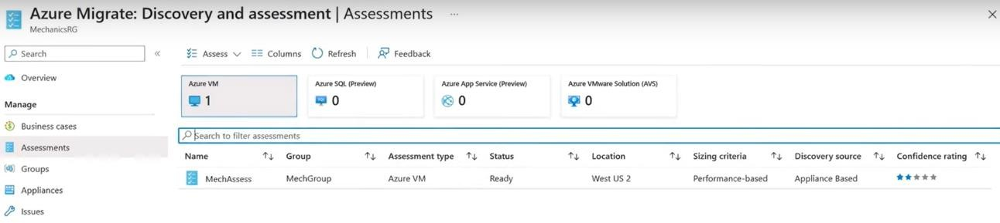 Azure Migrate: Discovery and assessment | Assessments ...
MechanicsRG
Search «
Assess Columns Refresh Feedback
Overview
Manage
Business cases
Assessments
Groups
Appliances
Issues
Azure VM
1
Azure SQL (Preview)
0
Azure App Service (Preview)
0
Azure VMware Solution (AVS)
0
Search to filter assessments
Name Group Assessment type Status Location Sizing criteria Discovery source Confidence rating
MechAssess MechGroup Azure VM Ready West US 2 Performance-based Appliance Based